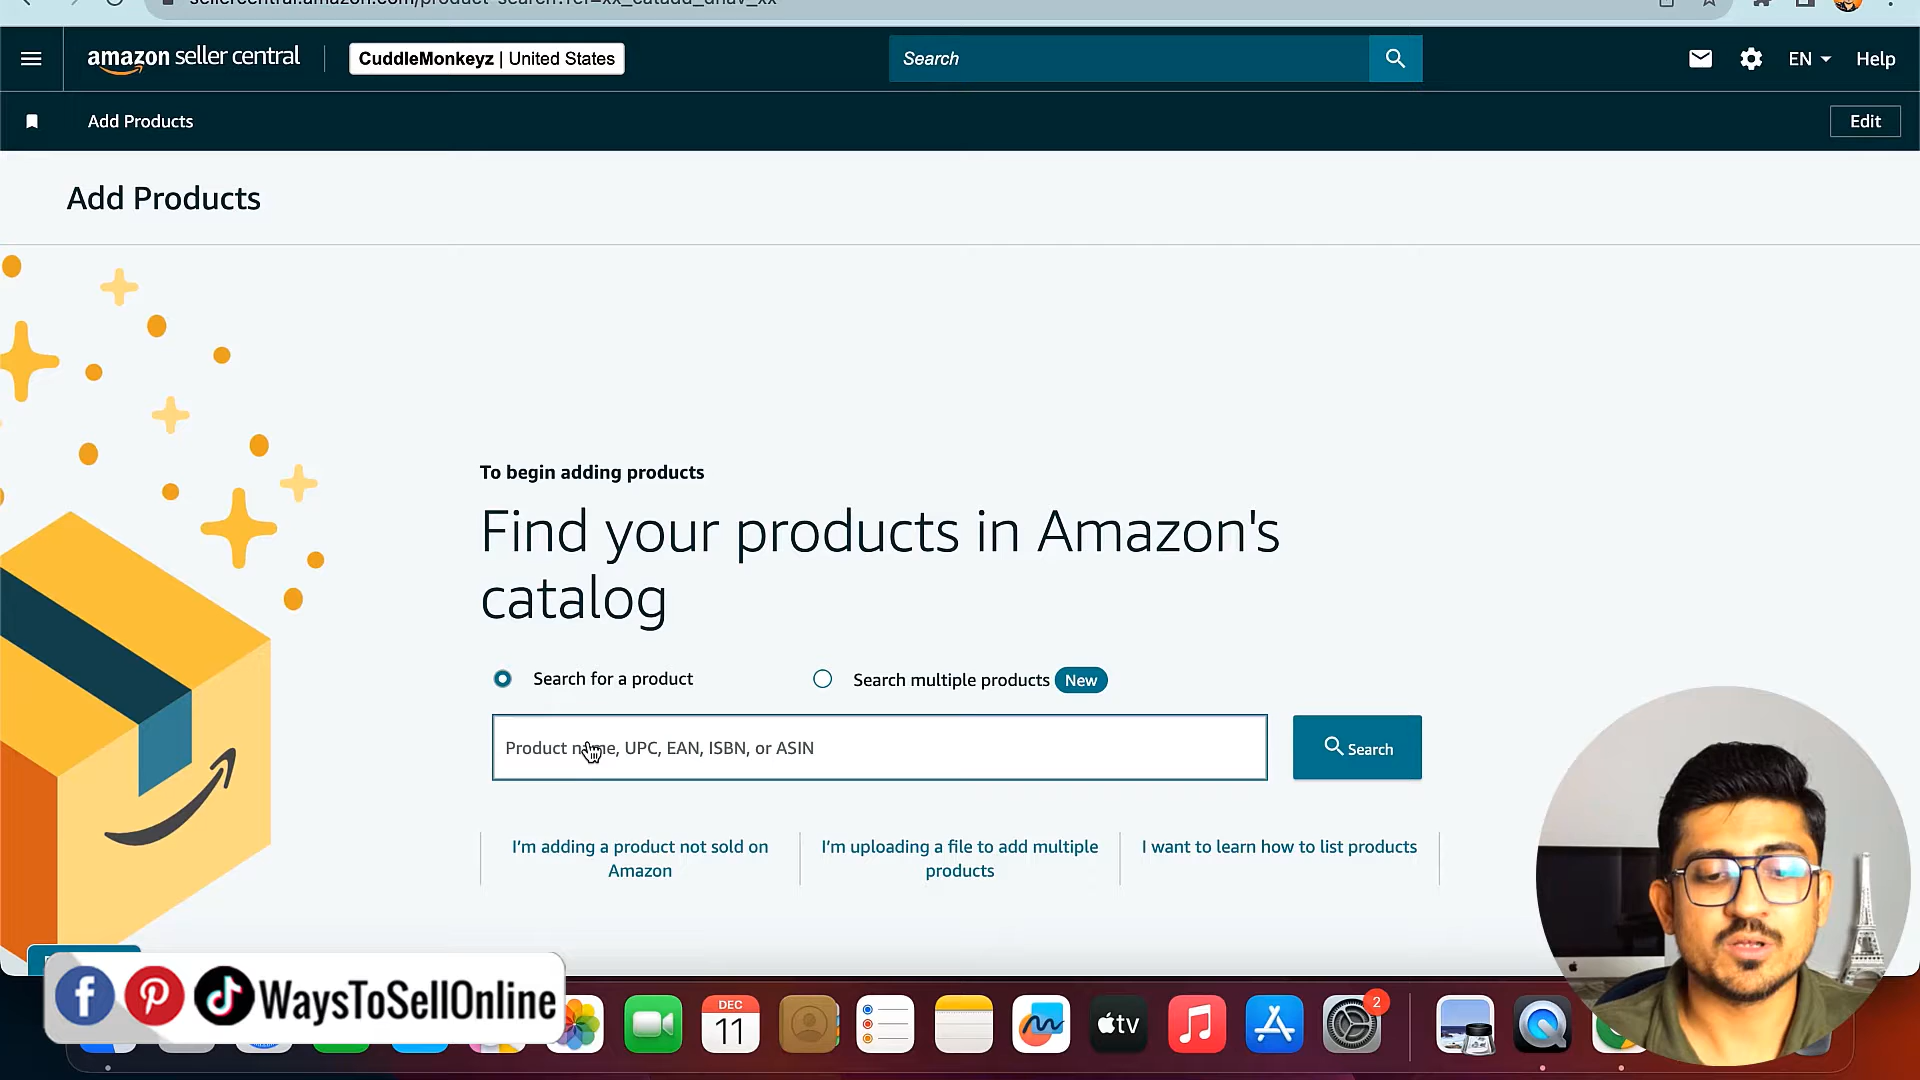 amazon seller central
CuddleMonkeyz | United States
Search
EN
Help
Add Products
Edit
Add Products
To begin adding products
Find your products in Amazon's
catalog
Search for a product
Search multiple products New
Product name, UPC, EAN, ISBN, or ASIN
Search
I'm adding a product not sold on
Amazon
I'm uploading a file to add multiple
products
I want to learn how to list products
WaysToSellOnline
DEC
11
tv
2